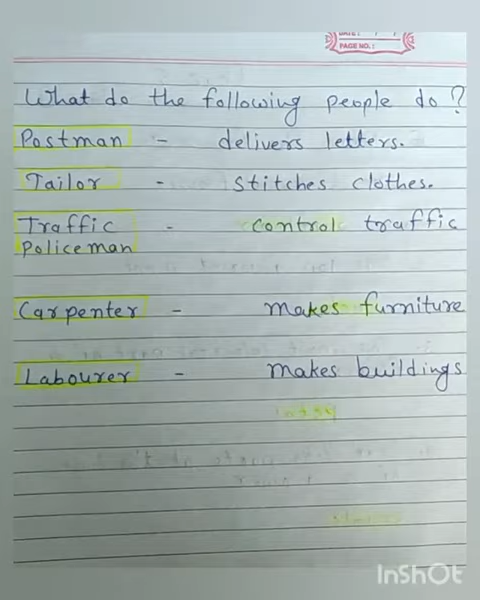 PAGE NO.:
What do the following people do?
Postman - delivers letters.
Tailor - Stitches clothes.
Traffic - control traffic
Policeman
Carpenter - makes furniture
Labourer - makes buildings
InShOt